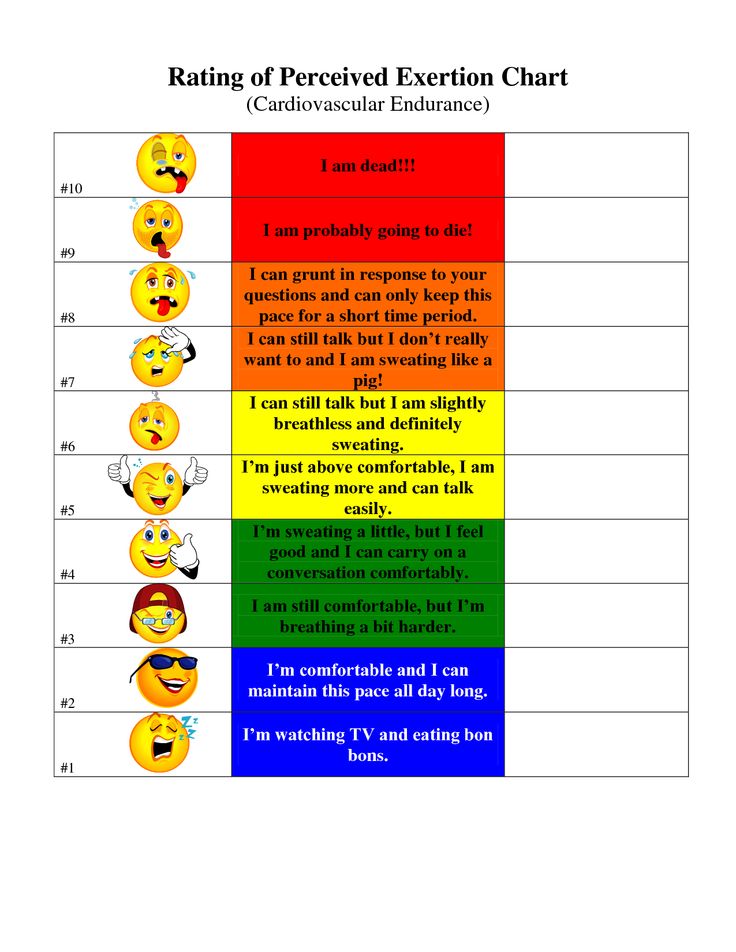 Rating of Perceived Exertion Chart
(Cardiovascular Endurance)
#10
I am dead!!!
#9
I am probably going to die!
#8
I can grunt in response to your
questions and can only keep this
pace for a short time period.
#7
I can still talk but I don’t really
want to and I am sweating like a
pig!
#6
I can still talk but I am slightly
breathless and definitely
sweating.
#5
I’m just above comfortable, I am
sweating more and can talk
easily.
#4
I’m sweating a little, but I feel
good and I can carry on a
conversation comfortably.
#3
I am still comfortable, but I’m
breathing a bit harder.
#2
I’m comfortable and I can
maintain this pace all day long.
#1
I’m watching TV and eating bon
bons.